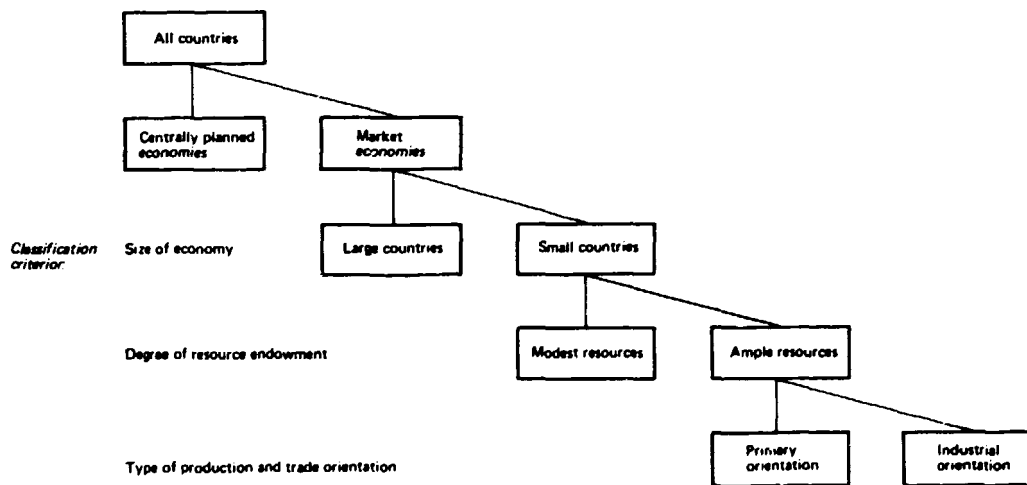 All countries
Centrally planned
economies
Market
economies
Classification
criterior:
Size of economy
Large countries
Small countries
Degree of resource endowment
Modest resources
Ample resources
Type of production and trade orientation
Primary
orientation
Industrial
orientation